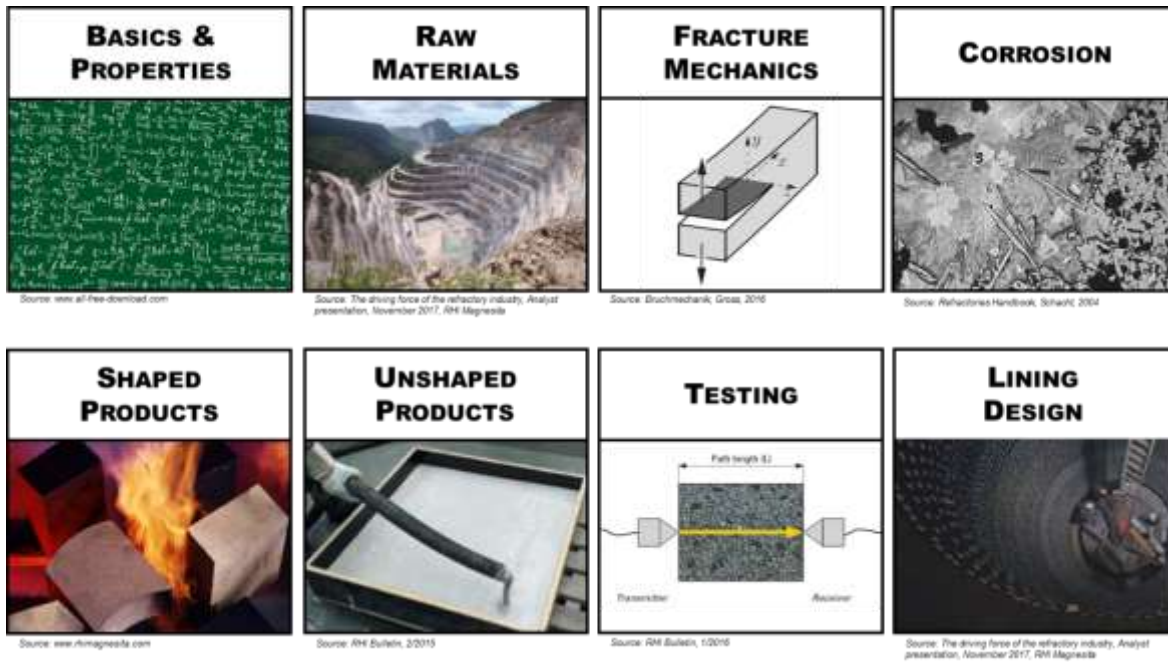 BASICS &
PROPERTIES
Source: www.all-free-download.com
RAW
MATERIALS
Source: The driving force of the refractory industry, Analyst
presentation, November 2017, RHI Magnesita
FRACTURE
MECHANICS
Source: Bruchmechanik, Gross, 2016
CORROSION
Source: Refractories Handbook, Schacht, 2004
SHAPED
PRODUCTS
Source: www.rhimagnesita.com
UNSHAPED
PRODUCTS
Source: RHI Bulletin, 2/2015
TESTING
Path length (L)
Transmitter
Receiver
Source: RHI Bulletin, 1/2016
LINING
DESIGN
Source: The driving force of the refractory industry, Analyst
presentation, November 2017, RHI Magnesita